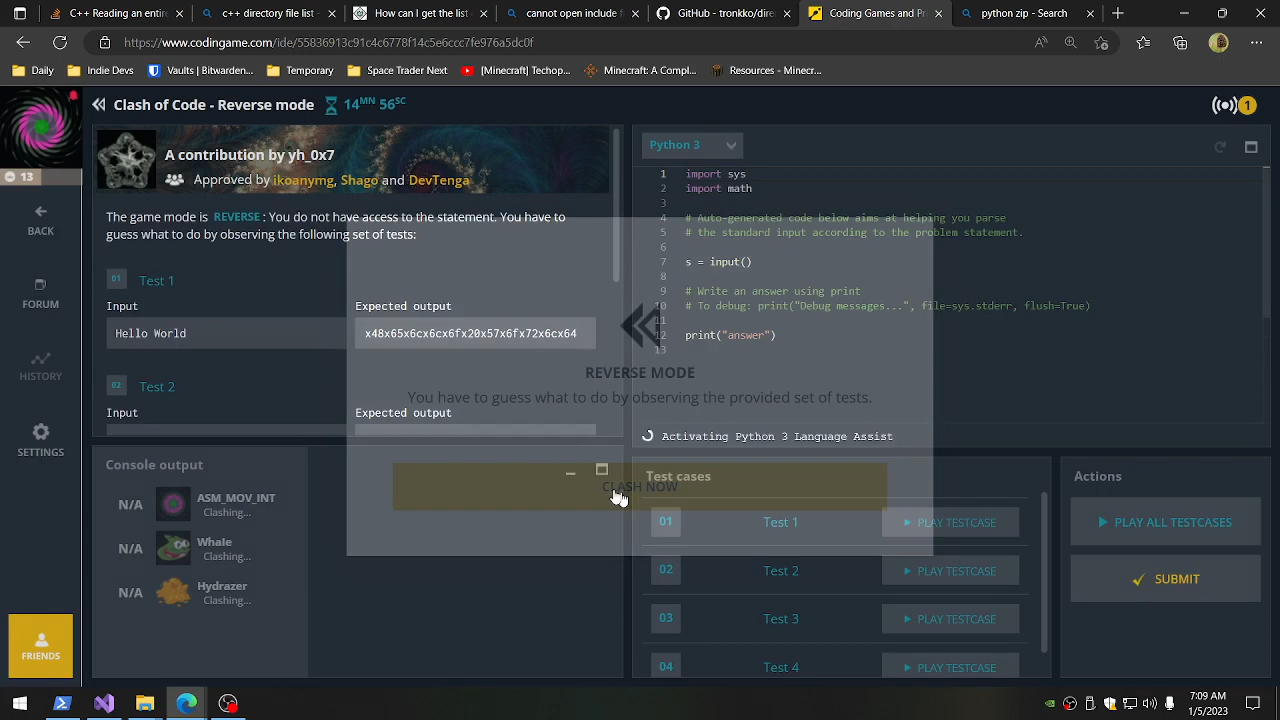 C++ Reading an entire
c++ reverse file list
How can I get the list
cannot open include f
GitHub - tronkko/dire
Coding Games and Pr
python zip - Search
https://www.codingame.com/ide/55836913c91c4c6778f14c5e6ccc7fe976a5dc0f
Daily
Indie Devs
Vaults | Bitwarden...
Temporary
Space Trader Next
[Minecraft] Techop...
Minecraft: A Compl...
Resources – Minecr...
Clash of Code - Reverse mode
14MN 56SC
1
13
BACK
FORUM
HISTORY
SETTINGS
FRIENDS
A contribution by yh_0x7
Approved by ikoanymg, Shago and DevTenga
The game mode is REVERSE: You do not have access to the statement. You have to
guess what to do by observing the following set of tests:
01 Test 1
Input
Expected output
Hello World
x48x65x6cx6cx6fx20x57x6fx72x6cx64
02 Test 2
Input
Expected output
Python 3
1 import sys
2 import math
3
4 # Auto-generated code below aims at helping you parse
5 # the standard input according to the problem statement.
6
7 s = input()
8
9 # Write an answer using print
10 # To debug: print("Debug messages...", file=sys.stderr, flush=True)
11
12 print("answer")
13
Activating Python 3 Language Assist
REVERSE MODE
You have to guess what to do by observing the provided set of tests.
CLASH NOW
Console output
N/A ASM_MOV_INT
Clashing...
N/A Whale
Clashing...
N/A Hydrazer
Clashing...
Test cases
01 Test 1 PLAY TESTCASE
02 Test 2 PLAY TESTCASE
03 Test 3 PLAY TESTCASE
04 Test 4 PLAY TESTCASE
Actions
PLAY ALL TESTCASES
SUBMIT
7:09 AM
1/5/2023